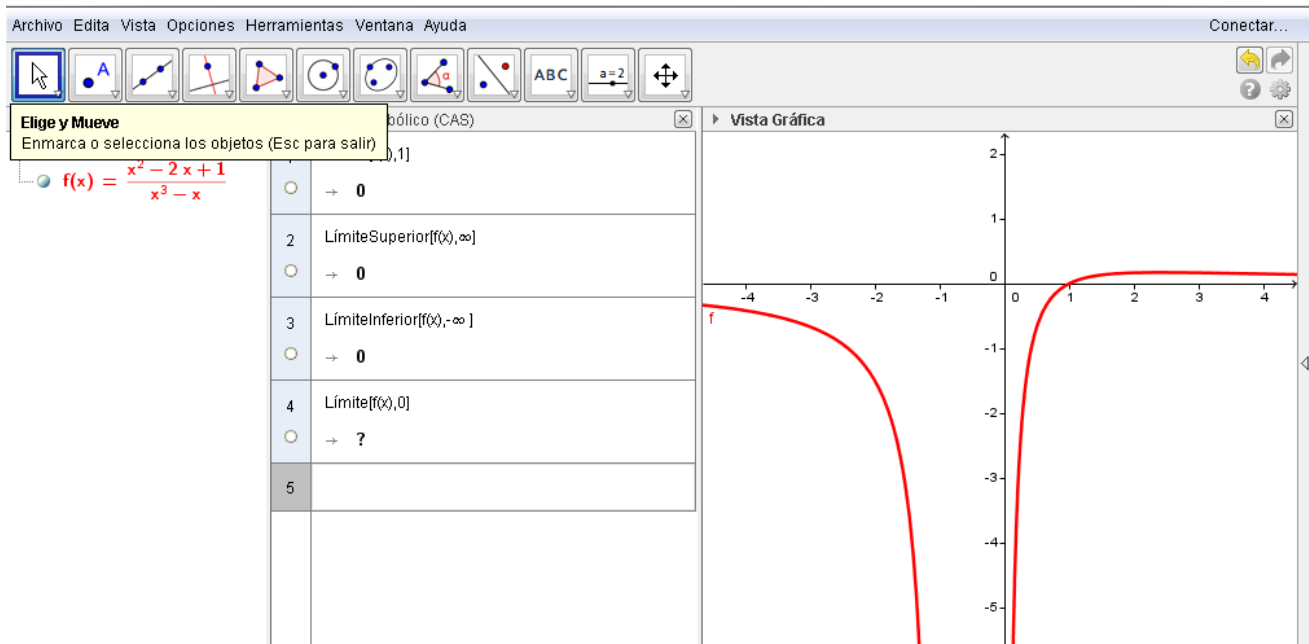 Archivo Edita Vista Opciones Herramientas Ventana Ayuda Conectar...
A α ABC a=2
Elige y Mueve
Enmarca o selecciona los objetos (Esc para salir)
bólico (CAS)
Vista Gráfica
f(x) = x² − 2 x + 1 / x³ − x
),1]
→ 0
2 LímiteSuperior[f(x),∞]
→ 0
3 LímiteInferior[f(x),-∞ ]
→ 0
4 Límite[f(x),0]
→ ?
5
2
1
0
-4 -3 -2 -1 0 1 2 3 4
f
-1
-2
-3
-4
-5